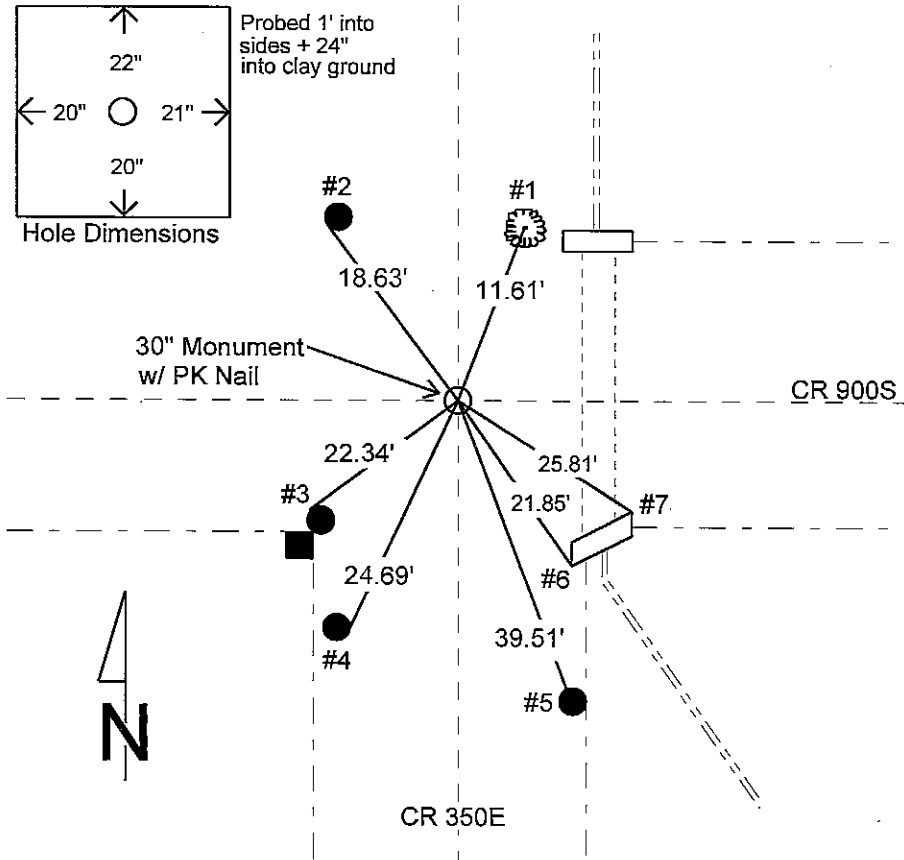 Probed 1' into
sides + 24"
into clay ground
22"
20"
21"
20"
Hole Dimensions
#2
#1
18.63'
11.61'
30" Monument
w/ PK Nail
CR 900S
22.34'
25.81'
#3
21.85'
#7
24.69'
#6
39.51'
#4
#5
N
CR 350E